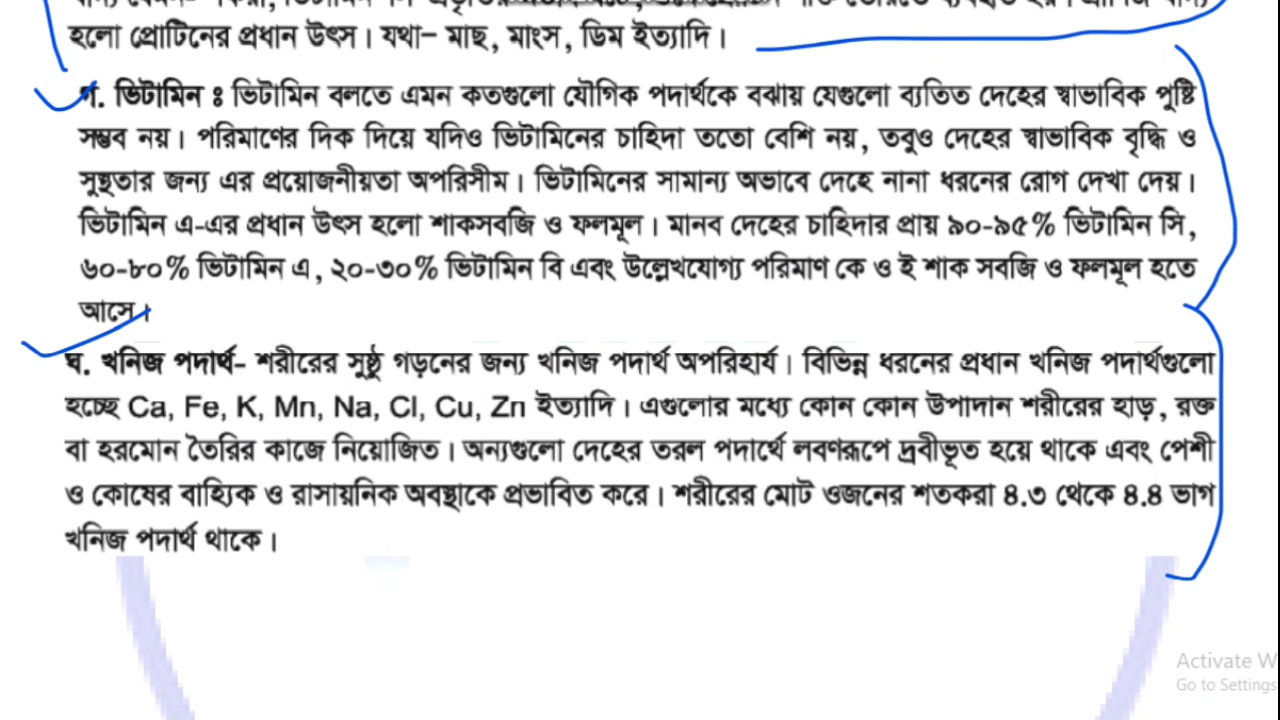 হলো প্রোটিনের প্রধান উৎস। যথা– মাছ, মাংস, ডিম ইত্যাদি।
গ. ভিটামিন ঃ ভিটামিন বলতে এমন কতগুলো যৌগিক পদার্থকে বঝায় যেগুলো ব্যতিত দেহের স্বাভাবিক পুষ্টি
সম্ভব নয়। পরিমাণের দিক দিয়ে যদিও ভিটামিনের চাহিদা ততো বেশি নয়, তবুও দেহের স্বাভাবিক বৃদ্ধি ও
সুস্থতার জন্য এর প্রয়োজনীয়তা অপরিসীম। ভিটামিনের সামান্য অভাবে দেহে নানা ধরনের রোগ দেখা দেয়।
ভিটামিন এ-এর প্রধান উৎস হলো শাকসবজি ও ফলমূল। মানব দেহের চাহিদার প্রায় ৯০-৯৫% ভিটামিন সি,
৬০-৮০% ভিটামিন এ, ২০-৩০% ভিটামিন বি এবং উল্লেখযোগ্য পরিমাণ কে ও ই শাক সবজি ও ফলমূল হতে
আসে।
ঘ. খনিজ পদার্থ- শরীরের সুষ্ঠু গড়নের জন্য খনিজ পদার্থ অপরিহার্য। বিভিন্ন ধরনের প্রধান খনিজ পদার্থগুলো
হচ্ছে Ca, Fe, K, Mn, Na, Cl, Cu, Zn ইত্যাদি। এগুলোর মধ্যে কোন কোন উপাদান শরীরের হাড়, রক্ত
বা হরমোন তৈরির কাজে নিয়োজিত। অন্যগুলো দেহের তরল পদার্থে লবণরূপে দ্রবীভূত হয়ে থাকে এবং পেশী
ও কোষের বাহ্যিক ও রাসায়নিক অবস্থাকে প্রভাবিত করে। শরীরের মোট ওজনের শতকরা ৪.৩ থেকে ৪.৪ ভাগ
খনিজ পদার্থ থাকে।
Activate W
Go to Settings